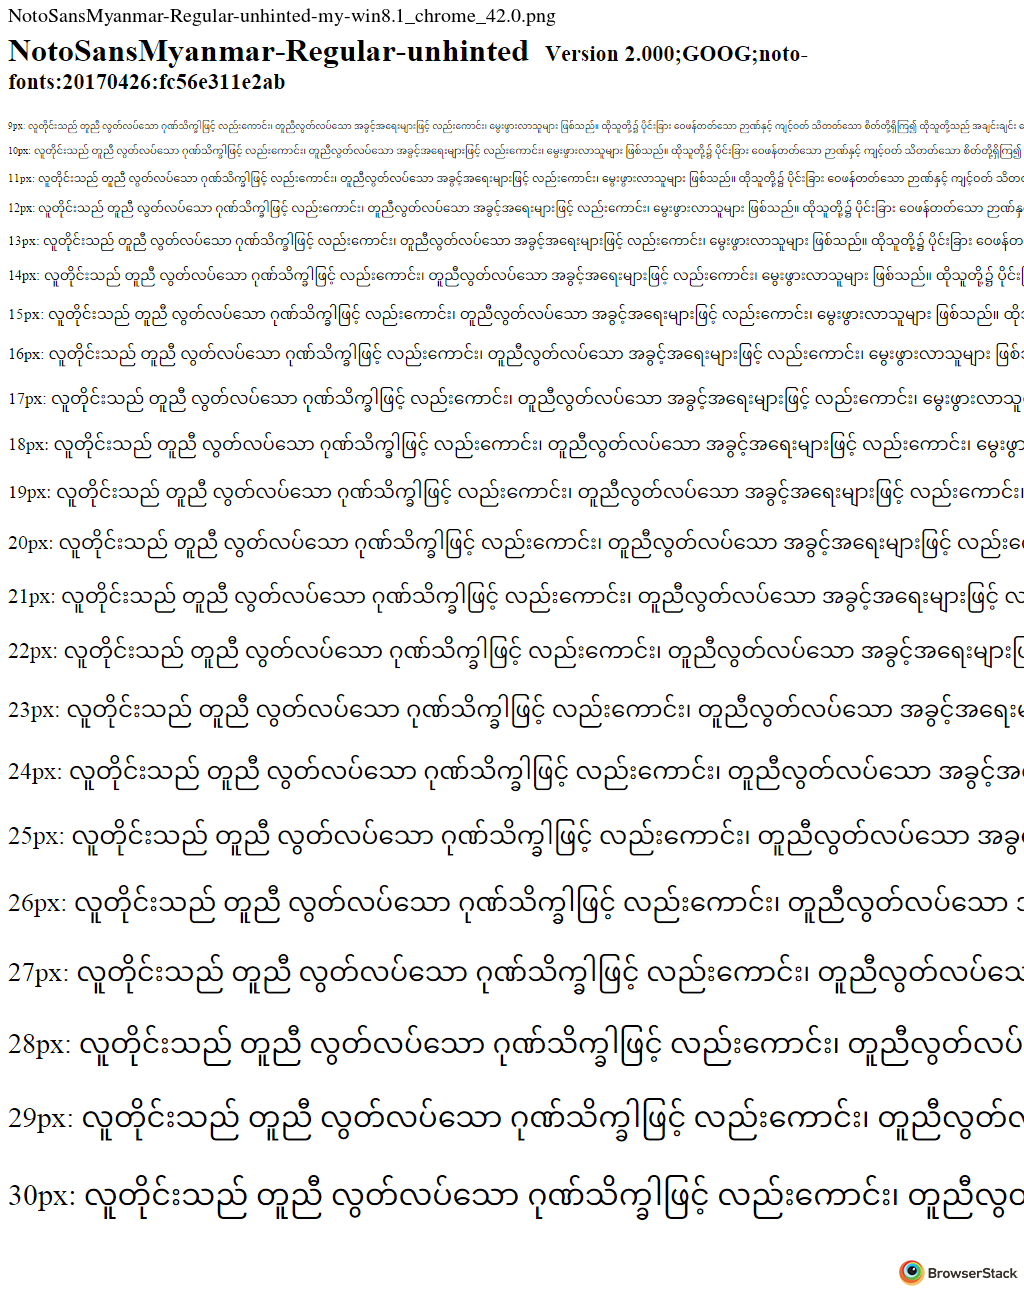 NotoSansMyanmar-Regular-unhinted-my-win8.1_chrome_42.0.png
NotoSansMyanmar-Regular-unhinted Version 2.000;GOOG;noto-
fonts:20170426:fc56e311e2ab
9px: လူတိုင်းသည် တူညီ လွတ်လပ်သော ဂုဏ်သိက္ခါဖြင့် လည်းကောင်း၊ တူညီလွတ်လပ်သော အခွင့်အရေးများဖြင့် လည်းကောင်း၊ မွေးဖွားလာသူများ ဖြစ်သည်။ ထိုသူတို့၌ ပိုင်းခြား ဝေဖန်တတ်သော ဉာဏ်နှင့် ကျင့်ဝတ် သိတတ်သော စိတ်တို့ရှိကြ၍ ထိုသူတို့သည် အချင်းချင်း
10px: လူတိုင်းသည် တူညီ လွတ်လပ်သော ဂုဏ်သိက္ခါဖြင့် လည်းကောင်း၊ တူညီလွတ်လပ်သော အခွင့်အရေးများဖြင့် လည်းကောင်း၊ မွေးဖွားလာသူများ ဖြစ်သည်။ ထိုသူတို့၌ ပိုင်းခြား ဝေဖန်တတ်သော ဉာဏ်နှင့် ကျင့်ဝတ် သိတတ်သော စိတ်တို့ရှိကြ၍
11px: လူတိုင်းသည် တူညီ လွတ်လပ်သော ဂုဏ်သိက္ခါဖြင့် လည်းကောင်း၊ တူညီလွတ်လပ်သော အခွင့်အရေးများဖြင့် လည်းကောင်း၊ မွေးဖွားလာသူများ ဖြစ်သည်။ ထိုသူတို့၌ ပိုင်းခြား ဝေဖန်တတ်သော ဉာဏ်နှင့် ကျင့်ဝတ်
12px: လူတိုင်းသည် တူညီ လွတ်လပ်သော ဂုဏ်သိက္ခါဖြင့် လည်းကောင်း၊ တူညီလွတ်လပ်သော အခွင့်အရေးများဖြင့် လည်းကောင်း၊ မွေးဖွားလာသူများ ဖြစ်သည်။ ထိုသူတို့၌ ပိုင်းခြား ဝေဖန်တတ်သော
13px: လူတိုင်းသည် တူညီ လွတ်လပ်သော ဂုဏ်သိက္ခါဖြင့် လည်းကောင်း၊ တူညီလွတ်လပ်သော အခွင့်အရေးများဖြင့် လည်းကောင်း၊ မွေးဖွားလာသူများ ဖြစ်သည်။ ထိုသူတို့၌ ပိုင်းခြား ဝေဖန်တ
14px: လူတိုင်းသည် တူညီ လွတ်လပ်သော ဂုဏ်သိက္ခါဖြင့် လည်းကောင်း၊ တူညီလွတ်လပ်သော အခွင့်အရေးများဖြင့် လည်းကောင်း၊ မွေးဖွားလာသူများ ဖြစ်သည်။ ထိုသူတို့၌ ပိုင်း
15px: လူတိုင်းသည် တူညီ လွတ်လပ်သော ဂုဏ်သိက္ခါဖြင့် လည်းကောင်း၊ တူညီလွတ်လပ်သော အခွင့်အရေးများဖြင့် လည်းကောင်း၊ မွေးဖွားလာသူများ ဖြစ်သည်။ ထို
16px: လူတိုင်းသည် တူညီ လွတ်လပ်သော ဂုဏ်သိက္ခါဖြင့် လည်းကောင်း၊ တူညီလွတ်လပ်သော အခွင့်အရေးများဖြင့် လည်းကောင်း၊ မွေးဖွားလာသူများ ဖြစ်
17px: လူတိုင်းသည် တူညီ လွတ်လပ်သော ဂုဏ်သိက္ခါဖြင့် လည်းကောင်း၊ တူညီလွတ်လပ်သော အခွင့်အရေးများဖြင့် လည်းကောင်း၊ မွေးဖွားလာသူ
18px: လူတိုင်းသည် တူညီ လွတ်လပ်သော ဂုဏ်သိက္ခါဖြင့် လည်းကောင်း၊ တူညီလွတ်လပ်သော အခွင့်အရေးများဖြင့် လည်းကောင်း၊ မွေးဖွာ
19px: လူတိုင်းသည် တူညီ လွတ်လပ်သော ဂုဏ်သိက္ခါဖြင့် လည်းကောင်း၊ တူညီလွတ်လပ်သော အခွင့်အရေးများဖြင့် လည်းကောင်း၊
20px: လူတိုင်းသည် တူညီ လွတ်လပ်သော ဂုဏ်သိက္ခါဖြင့် လည်းကောင်း၊ တူညီလွတ်လပ်သော အခွင့်အရေးများဖြင့် လည်း
21px: လူတိုင်းသည် တူညီ လွတ်လပ်သော ဂုဏ်သိက္ခါဖြင့် လည်းကောင်း၊ တူညီလွတ်လပ်သော အခွင့်အရေးများဖြင့် လ
22px: လူတိုင်းသည် တူညီ လွတ်လပ်သော ဂုဏ်သိက္ခါဖြင့် လည်းကောင်း၊ တူညီလွတ်လပ်သော အခွင့်အရေးများ
23px: လူတိုင်းသည် တူညီ လွတ်လပ်သော ဂုဏ်သိက္ခါဖြင့် လည်းကောင်း၊ တူညီလွတ်လပ်သော အခွင့်အရေး
24px: လူတိုင်းသည် တူညီ လွတ်လပ်သော ဂုဏ်သိက္ခါဖြင့် လည်းကောင်း၊ တူညီလွတ်လပ်သော အခွင့်အ
25px: လူတိုင်းသည် တူညီ လွတ်လပ်သော ဂုဏ်သိက္ခါဖြင့် လည်းကောင်း၊ တူညီလွတ်လပ်သော အခွ
26px: လူတိုင်းသည် တူညီ လွတ်လပ်သော ဂုဏ်သိက္ခါဖြင့် လည်းကောင်း၊ တူညီလွတ်လပ်သော
27px: လူတိုင်းသည် တူညီ လွတ်လပ်သော ဂုဏ်သိက္ခါဖြင့် လည်းကောင်း၊ တူညီလွတ်လပ်သေ
28px: လူတိုင်းသည် တူညီ လွတ်လပ်သော ဂုဏ်သိက္ခါဖြင့် လည်းကောင်း၊ တူညီလွတ်လပ်
29px: လူတိုင်းသည် တူညီ လွတ်လပ်သော ဂုဏ်သိက္ခါဖြင့် လည်းကောင်း၊ တူညီလွတ်လ
30px: လူတိုင်းသည် တူညီ လွတ်လပ်သော ဂုဏ်သိက္ခါဖြင့် လည်းကောင်း၊ တူညီလွတ
BrowserStack